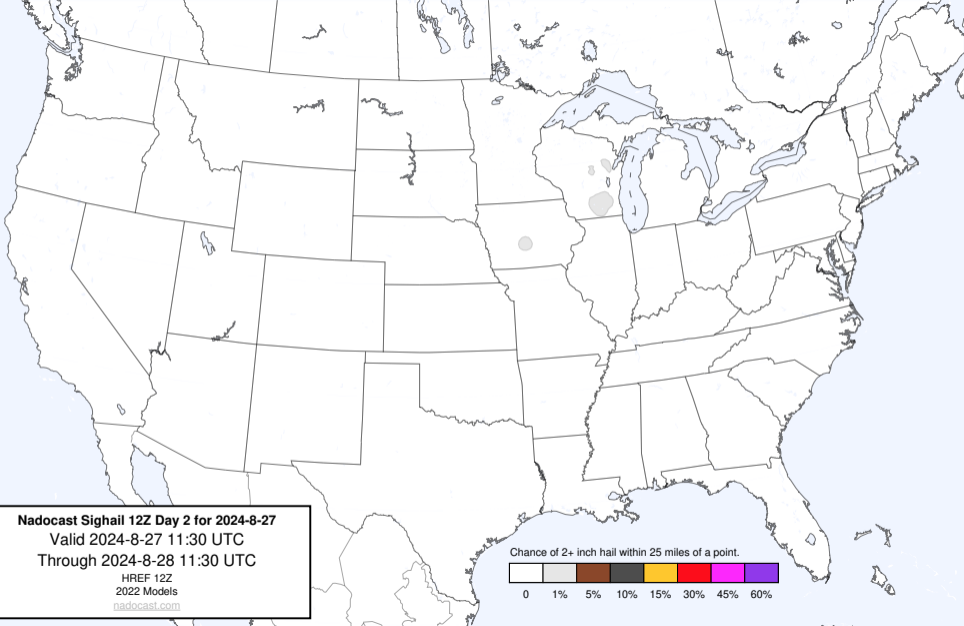 Nadocast Sighail 12Z Day 2 for 2024-8-27
Valid 2024-8-27 11:30 UTC
Through 2024-8-28 11:30 UTC
HREF 12Z
2022 Models
nadocast.com
Chance of 2+ inch hail within 25 miles of a point.
0 1% 5% 10% 15% 30% 45% 60%